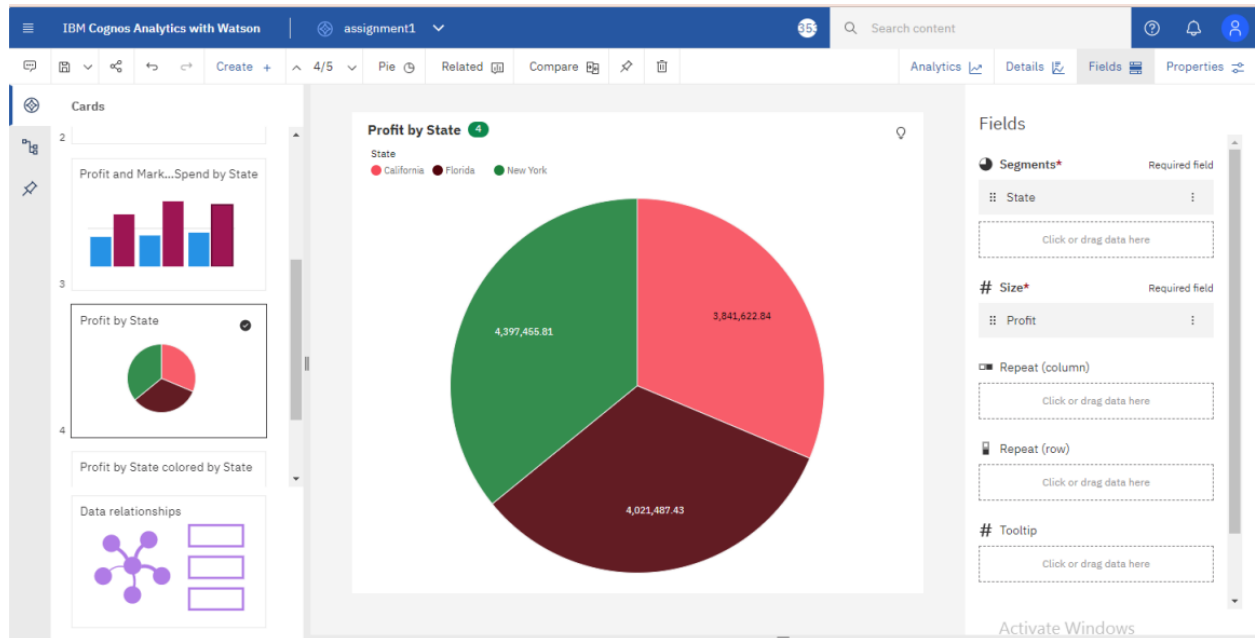 IBM Cognos Analytics with Watson
assignment1
353
Search content
Create +
4/5
Pie
Related
Compare
Analytics
Details
Fields
Properties
Cards
2
Profit and Mark...Spend by State
3
Profit by State
4
Profit by State colored by State
Data relationships
Profit by State 4
State
California Florida New York
4,397,455.81
3,841,622.84
4,021,487.43
Fields
Segments* Required field
State
Click or drag data here
# Size* Required field
Profit
Repeat (column)
Click or drag data here
Repeat (row)
Click or drag data here
# Tooltip
Click or drag data here
Activate Windows